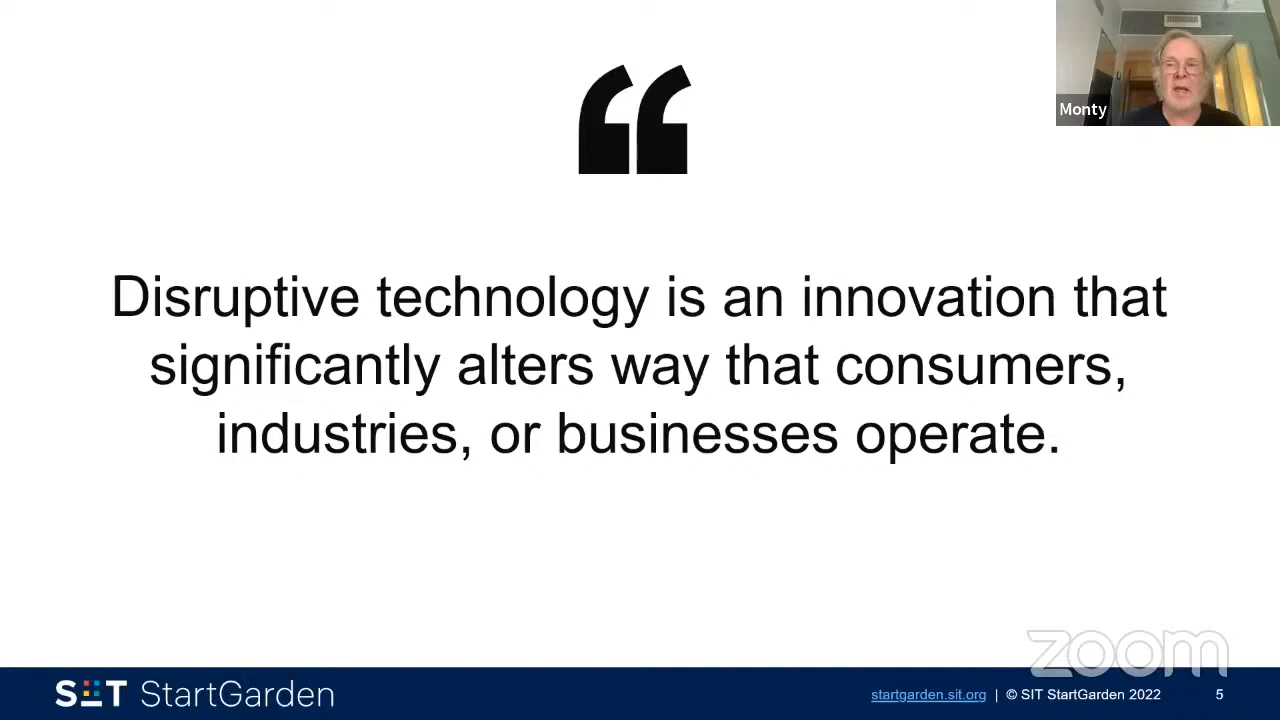 Monty
“
Disruptive technology is an innovation that
significantly alters way that consumers,
industries, or businesses operate.
zoom
SIT StartGarden
startgarden.sit.org | © SIT StartGarden 2022 5